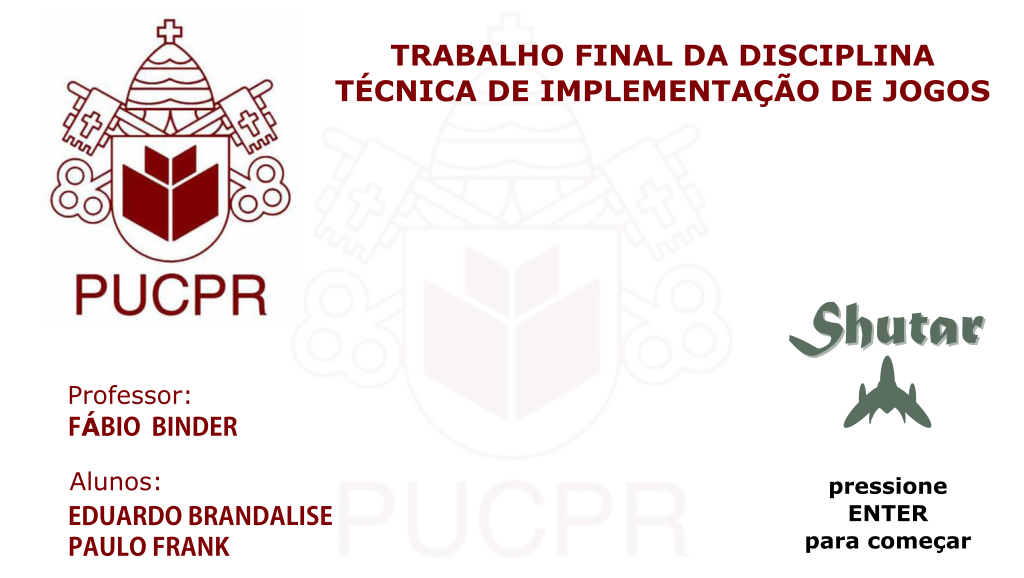 TRABALHO FINAL DA DISCIPLINA
TÉCNICA DE IMPLEMENTAÇÃO DE JOGOS
PUCPR
Shutar
Professor:
FÁBIO BINDER
Alunos:
EDUARDO BRANDALISE
PAULO FRANK
PUCPR
pressione
ENTER
para começar